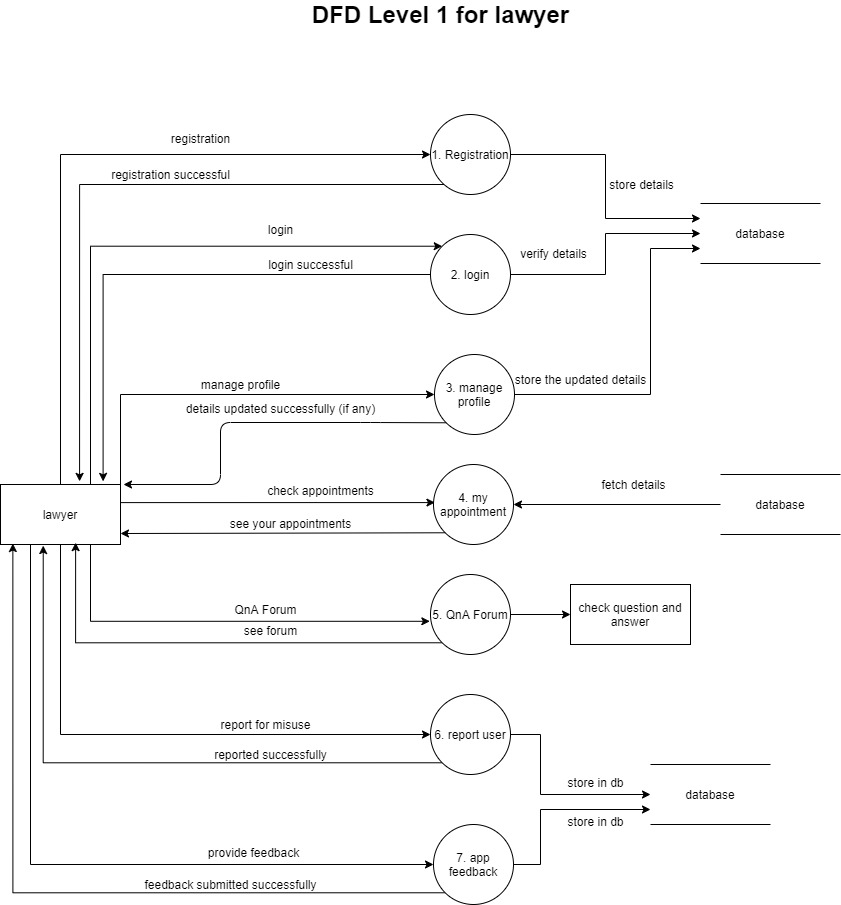 DFD Level 1 for lawyer
registration
1. Registration
registration successful
store details
login
database
verify details
login successful
2. login
manage profile
store the updated details
3. manage
profile
details updated successfully (if any)
check appointments
fetch details
4. my
appointment
database
lawyer
see your appointments
QnA Forum
5. QnA Forum
check question and
answer
see forum
report for misuse
6. report user
reported successfully
store in db
database
store in db
provide feedback
7. app
feedback
feedback submitted successfully